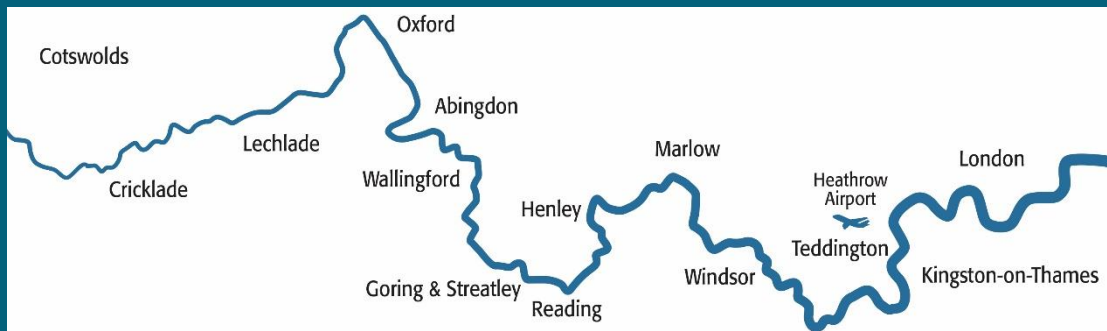 Oxford
Cotswolds
Abingdon
Lechlade
Marlow
London
Wallingford
Cricklade
Henley
Heathrow
Airport
Teddington
Windsor
Kingston-on-Thames
Goring & Streatley
Reading